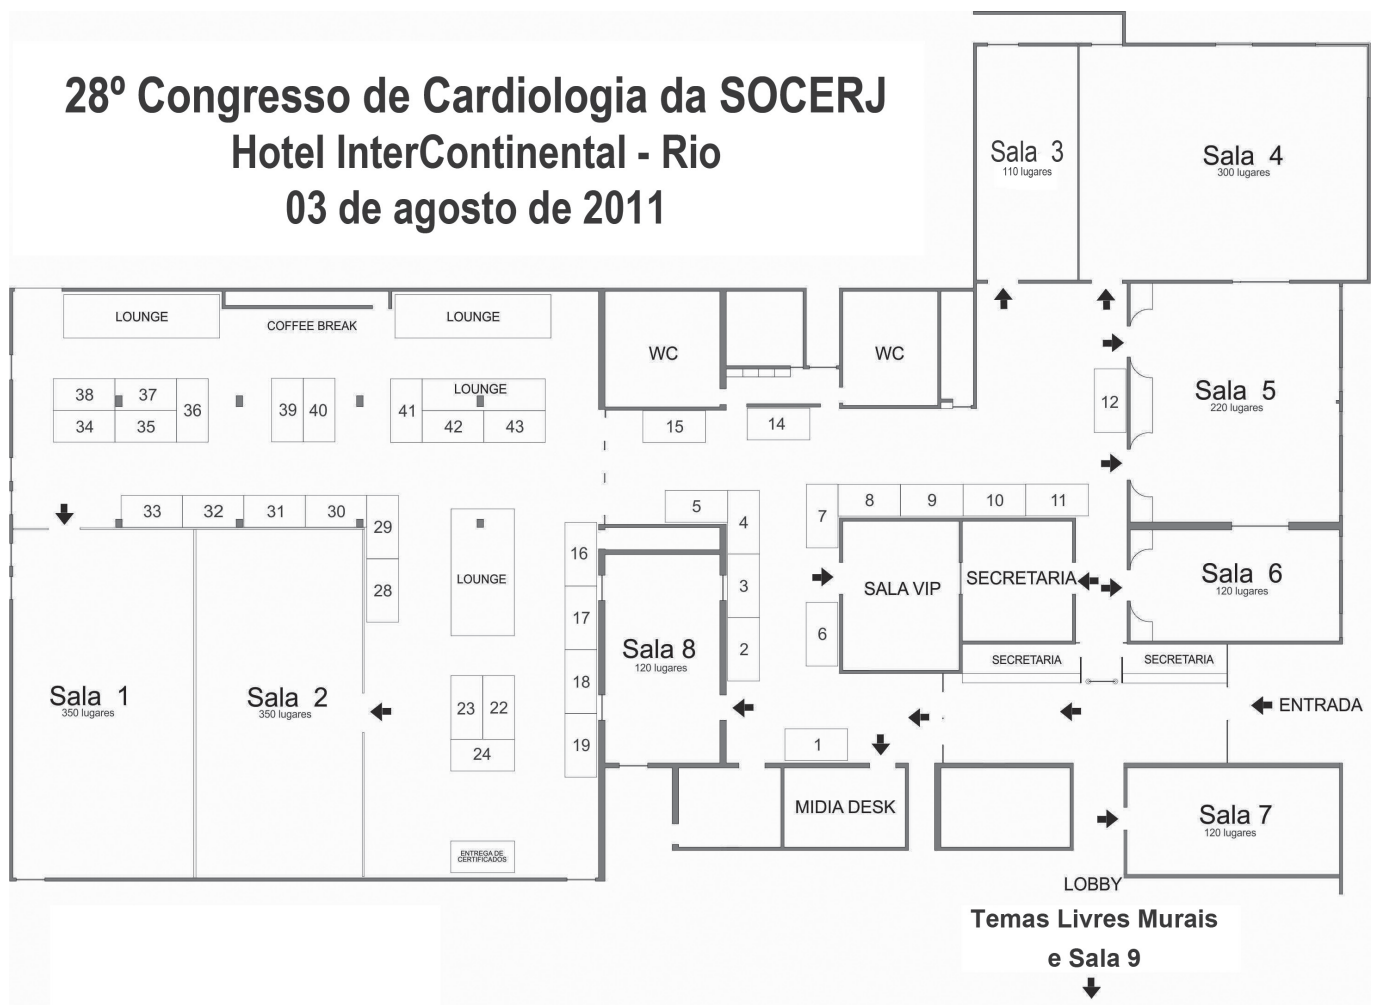 28º Congresso de Cardiologia da SOCERJ
Hotel InterContinental - Rio
03 de agosto de 2011
Sala 3
110 lugares
Sala 4
300 lugares
LOUNGE
COFFEE BREAK
LOUNGE
WC
WC
38
37
36
34
35
39
40
41
LOUNGE
42
43
15
14
12
Sala 5
220 lugares
33
32
31
30
29
28
LOUNGE
16
17
18
19
5
4
3
2
7
8
9
10
11
6
SALA VIP
SECRETARIA
Sala 6
120 lugares
Sala 8
120 lugares
SECRETARIA
SECRETARIA
Sala 1
350 lugares
Sala 2
350 lugares
23
22
24
1
ENTRADA
MIDIA DESK
Sala 7
120 lugares
ENTREGA DE
CERTIFICADOS
LOBBY
Temas Livres Murais
e Sala 9